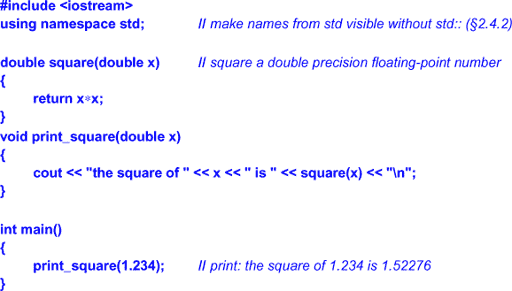 #include <iostream>
using namespace std; // make names from std visible without std:: (§2.4.2)
double square(double x) // square a double precision floating-point number
{
return x*x;
}
void print_square(double x)
{
cout << "the square of " << x << " is " << square(x) << "\n";
}
int main()
{
print_square(1.234); // print: the square of 1.234 is 1.52276
}